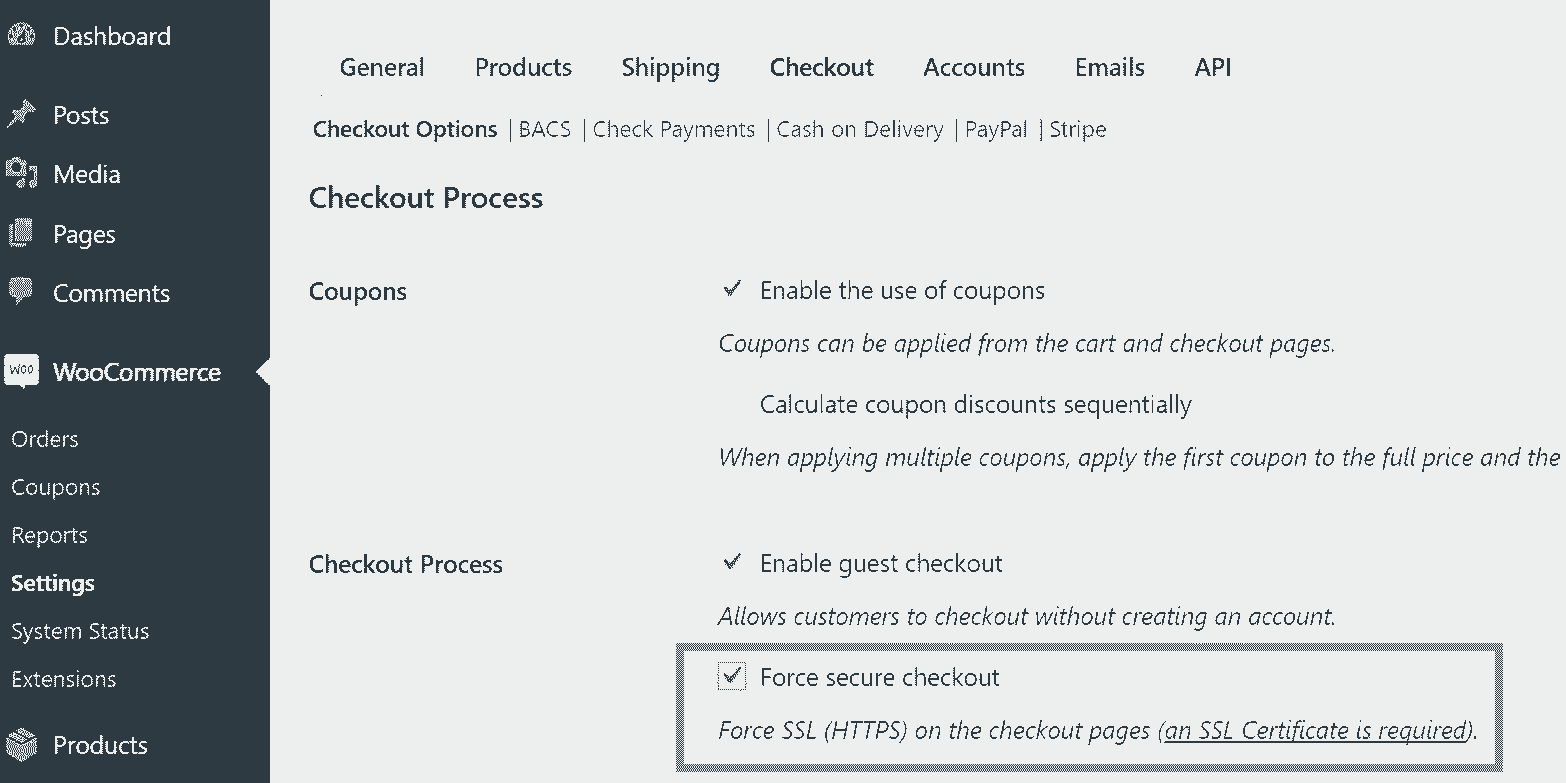 Dashboard
Posts
Media
Pages
Comments
Woo WooCommerce
Orders
Coupons
Reports
Settings
System Status
Extensions
Products
General Products Shipping Checkout Accounts Emails API
Checkout Options | BACS | Check Payments | Cash on Delivery | PayPal | Stripe
Checkout Process
Coupons
Enable the use of coupons
Coupons can be applied from the cart and checkout pages.
Calculate coupon discounts sequentially
When applying multiple coupons, apply the first coupon to the full price and the
Checkout Process
Enable guest checkout
Allows customers to checkout without creating an account.
Force secure checkout
Force SSL (HTTPS) on the checkout pages (an SSL Certificate is required).